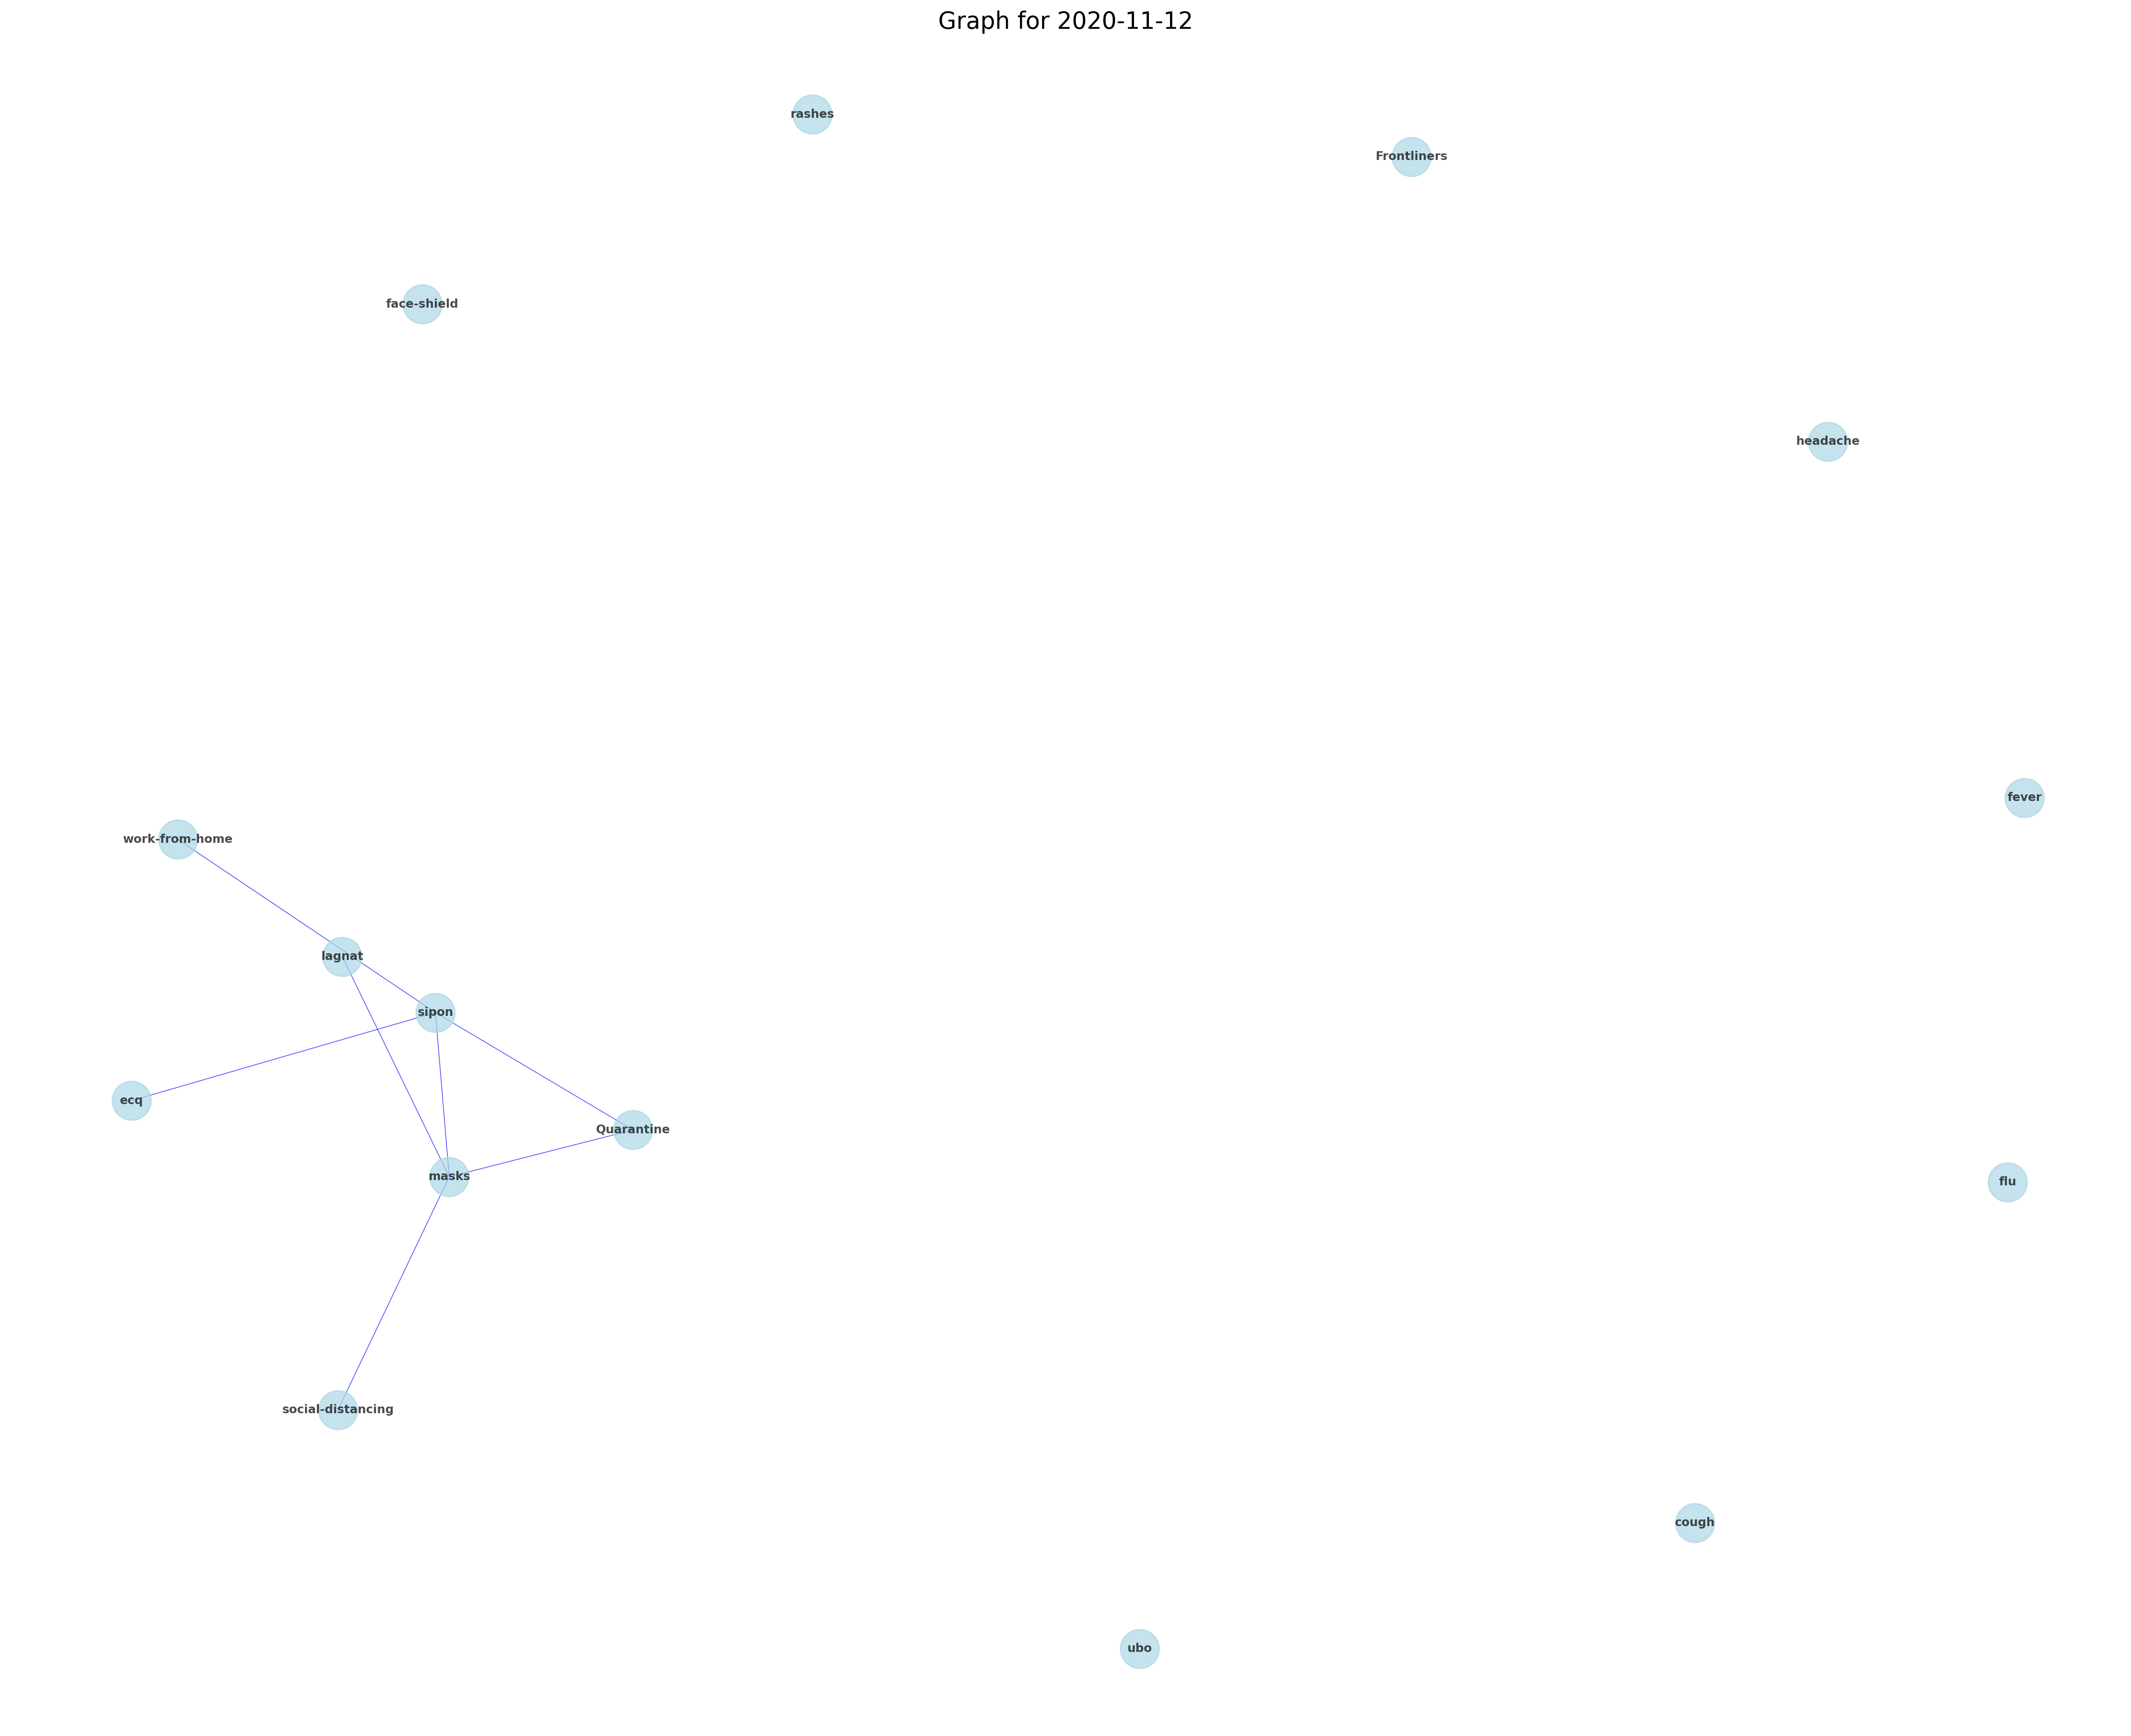 Graph for 2020-11-12
rashes
Frontliners
face-shield
headache
fever
work-from-home
lagnat
sipon
ecq
Quarantine
masks
flu
social-distancing
cough
ubo